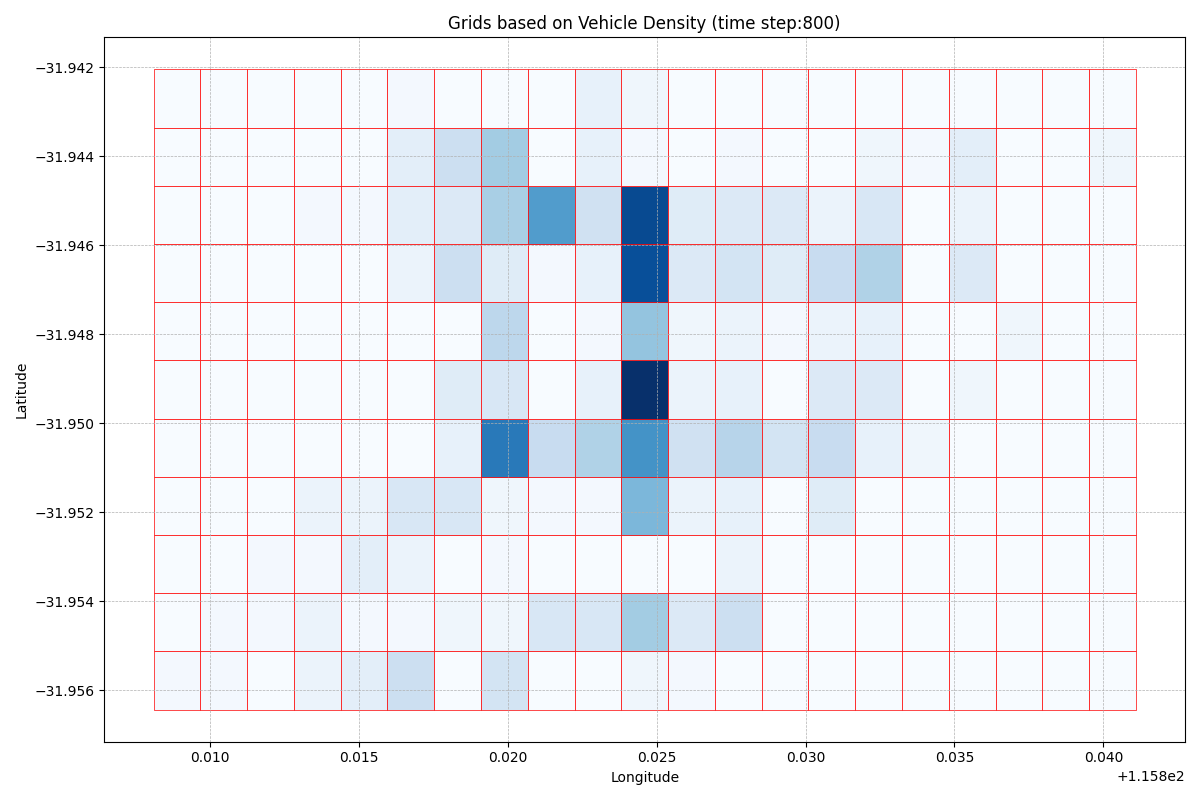 Grids based on Vehicle Density (time step:800)
−31.942
−31.944
−31.946
−31.948
−31.950
−31.952
−31.954
−31.956
Latitude
0.010 0.015 0.020 0.025 0.030 0.035 0.040
Longitude
+1.158e2